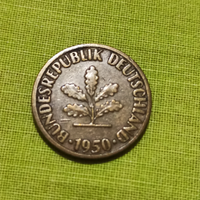 BUNDESREPUBLIK DEUTSCHLAND
· 1950 ·